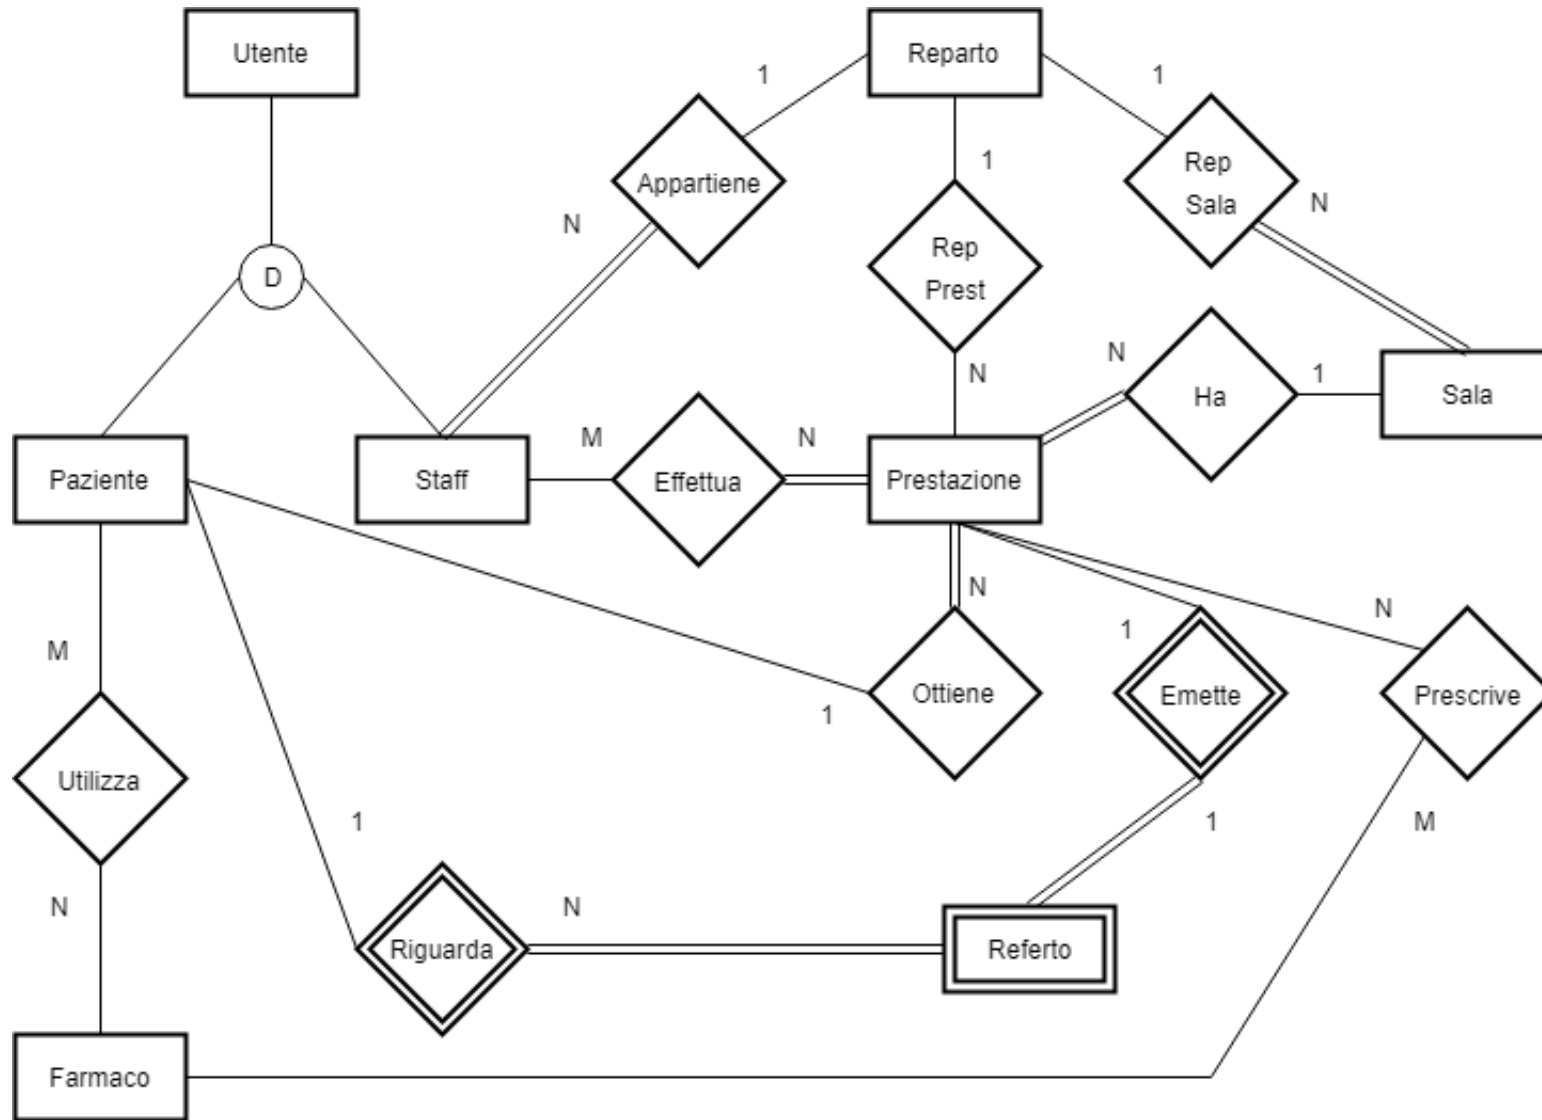 Utente
Reparto
1
1
Appartiene
1
Rep
Sala
N
N
Rep
Prest
D
N
N
1
Ha
Sala
M
N
Paziente
Staff
Effettua
Prestazione
N
N
1
M
Ottiene
Emette
Prescrive
1
Utilizza
1
1
M
N
N
Riguarda
Referto
Farmaco